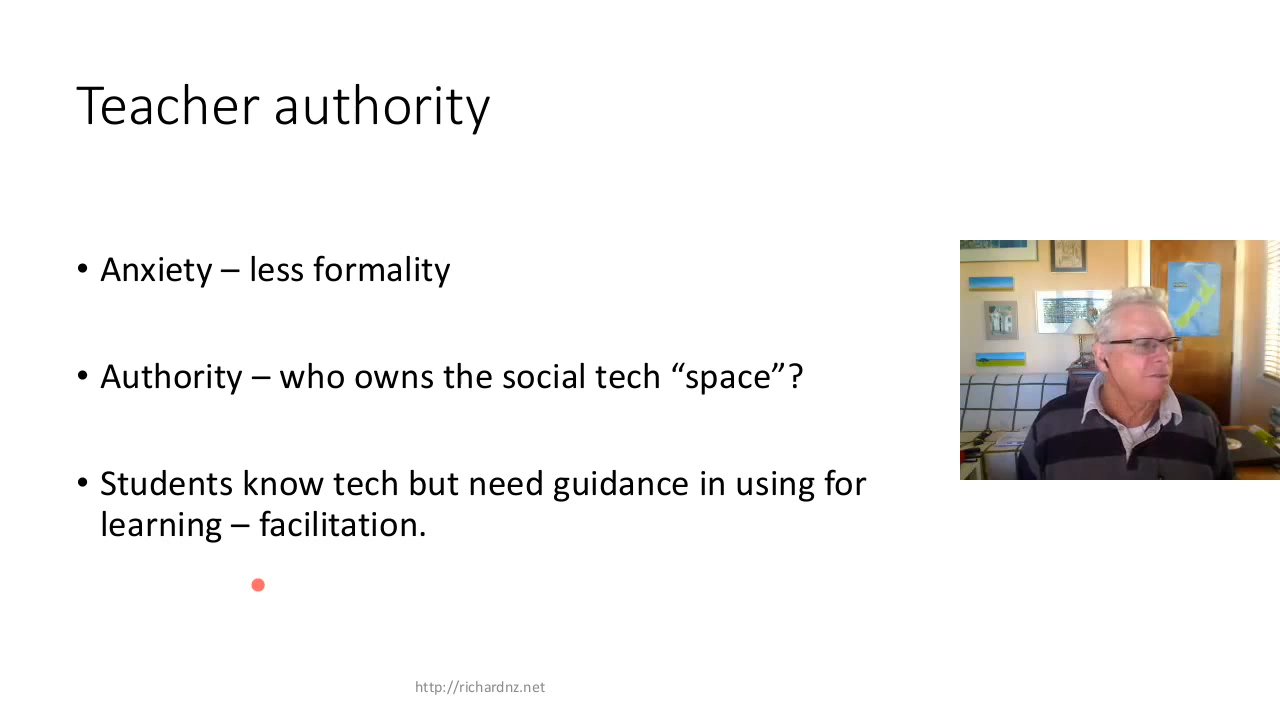 Teacher authority
• Anxiety – less formality
• Authority – who owns the social tech “space”?
• Students know tech but need guidance in using for
learning – facilitation.
http://richardnz.net